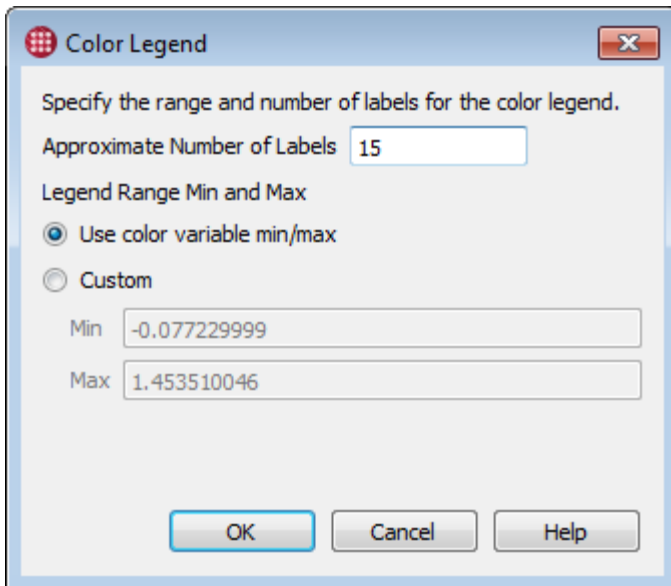 Color Legend
Specify the range and number of labels for the color legend.
Approximate Number of Labels 15
Legend Range Min and Max
Use color variable min/max
Custom
Min -0.077229999
Max 1.453510046
OK Cancel Help